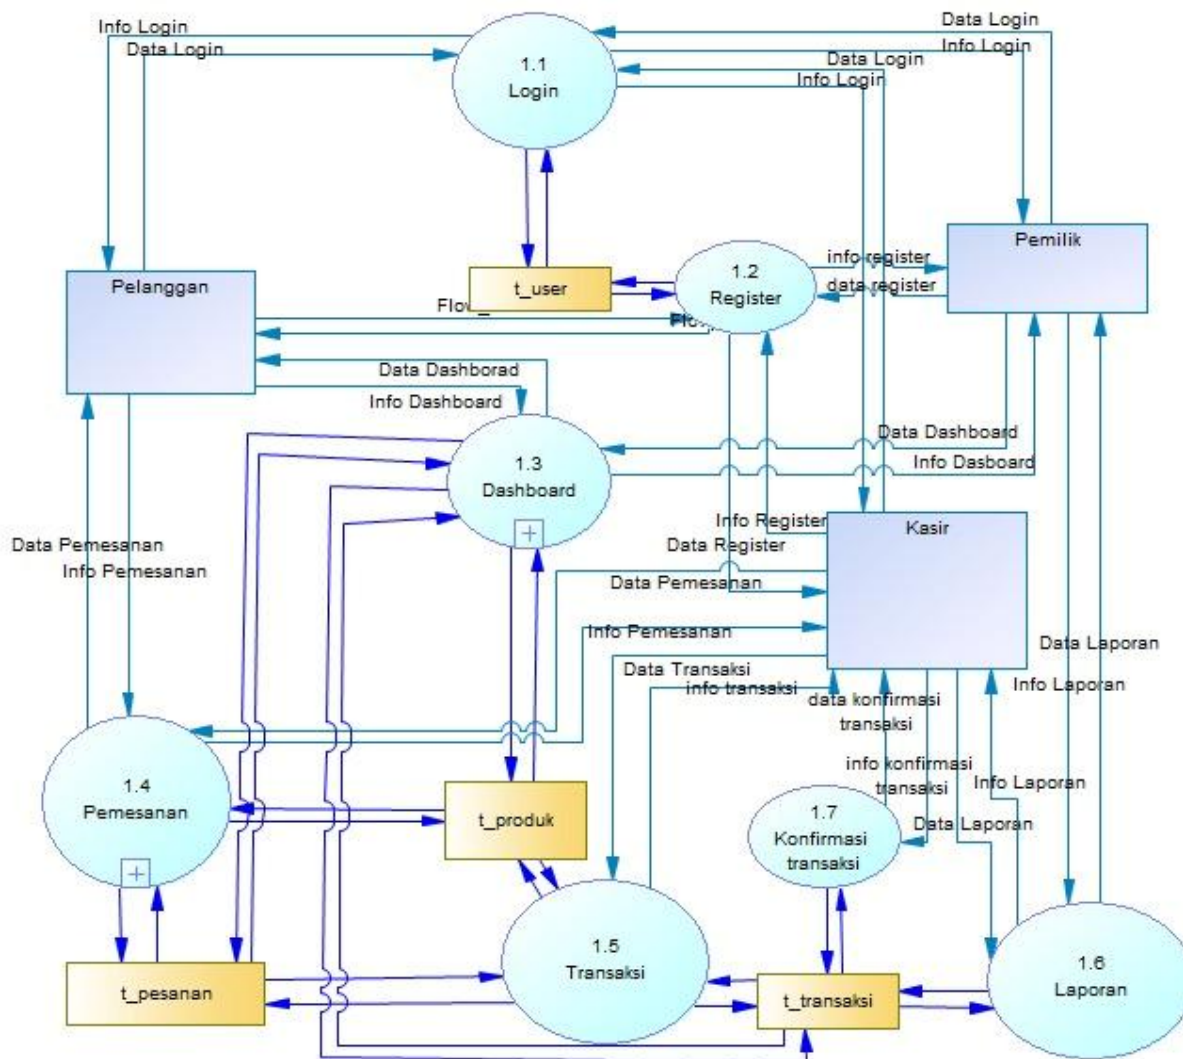 Info Login
Data Login
Data Login
Info Login
1.1
Login
Data Login
Info Login
Pelanggan
t_user
1.2
Register
info register
data register
Pemilik
Flow_
Flow
Data Dashborad
Info Dashboard
1.3
Dashboard
Data Dashboard
Info Dasboard
Info Register
Data Register
Kasir
Data Pemesanan
Info Pemesanan
Data Pemesanan
Info Pemesanan
Data Transaksi
info transaksi
data konfirmasi
transaksi
Data Laporan
Info Laporan
info konfirmasi
transaksi
Info Laporan
Data Laporan
1.4
Pemesanan
t_produk
1.7
Konfirmasi
transaksi
1.5
Transaksi
t_pesanan
t_transaksi
1.6
Laporan